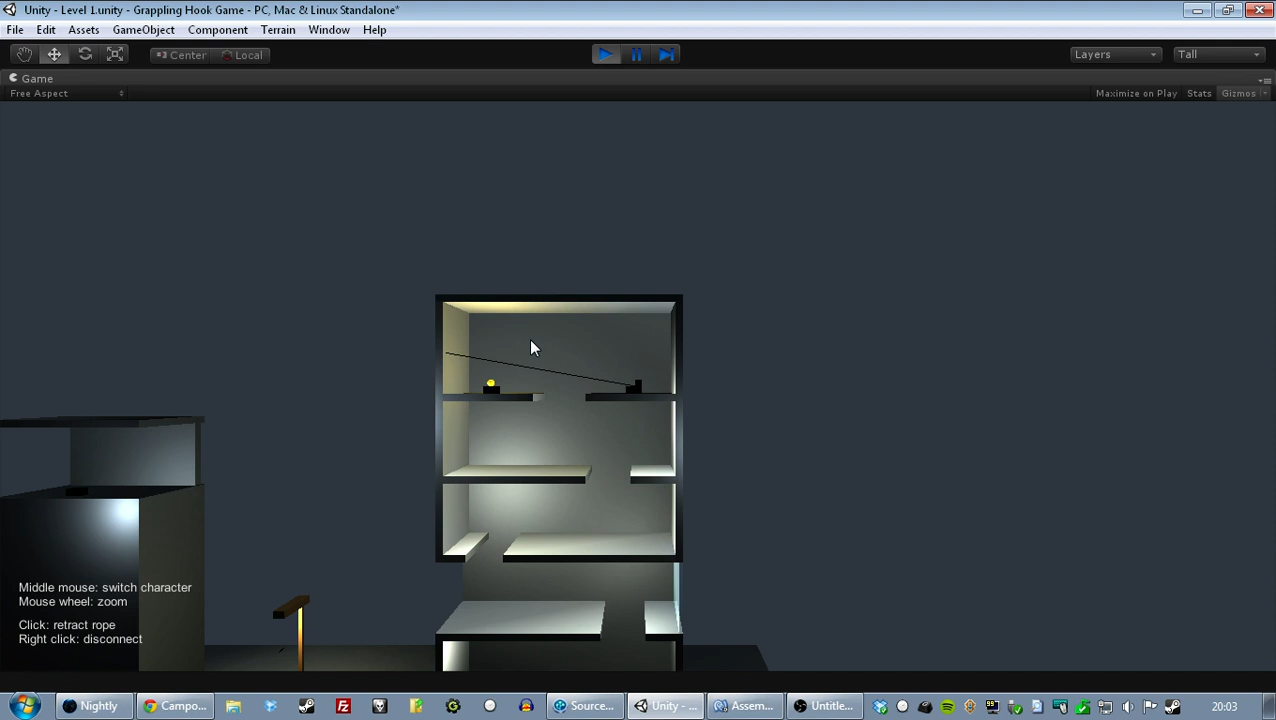 Unity - Level 1.unity - Grappling Hook Game - PC, Mac & Linux Standalone*
File Edit Assets GameObject Component Terrain Window Help
Center Local Layers Tall
Game
Free Aspect Maximize on Play Stats Gizmos
Middle mouse: switch character
Mouse wheel: zoom
Click: retract rope
Right click: disconnect
Nightly Campo... Source... Unity - ... Assem... Untitle... 99 20:03